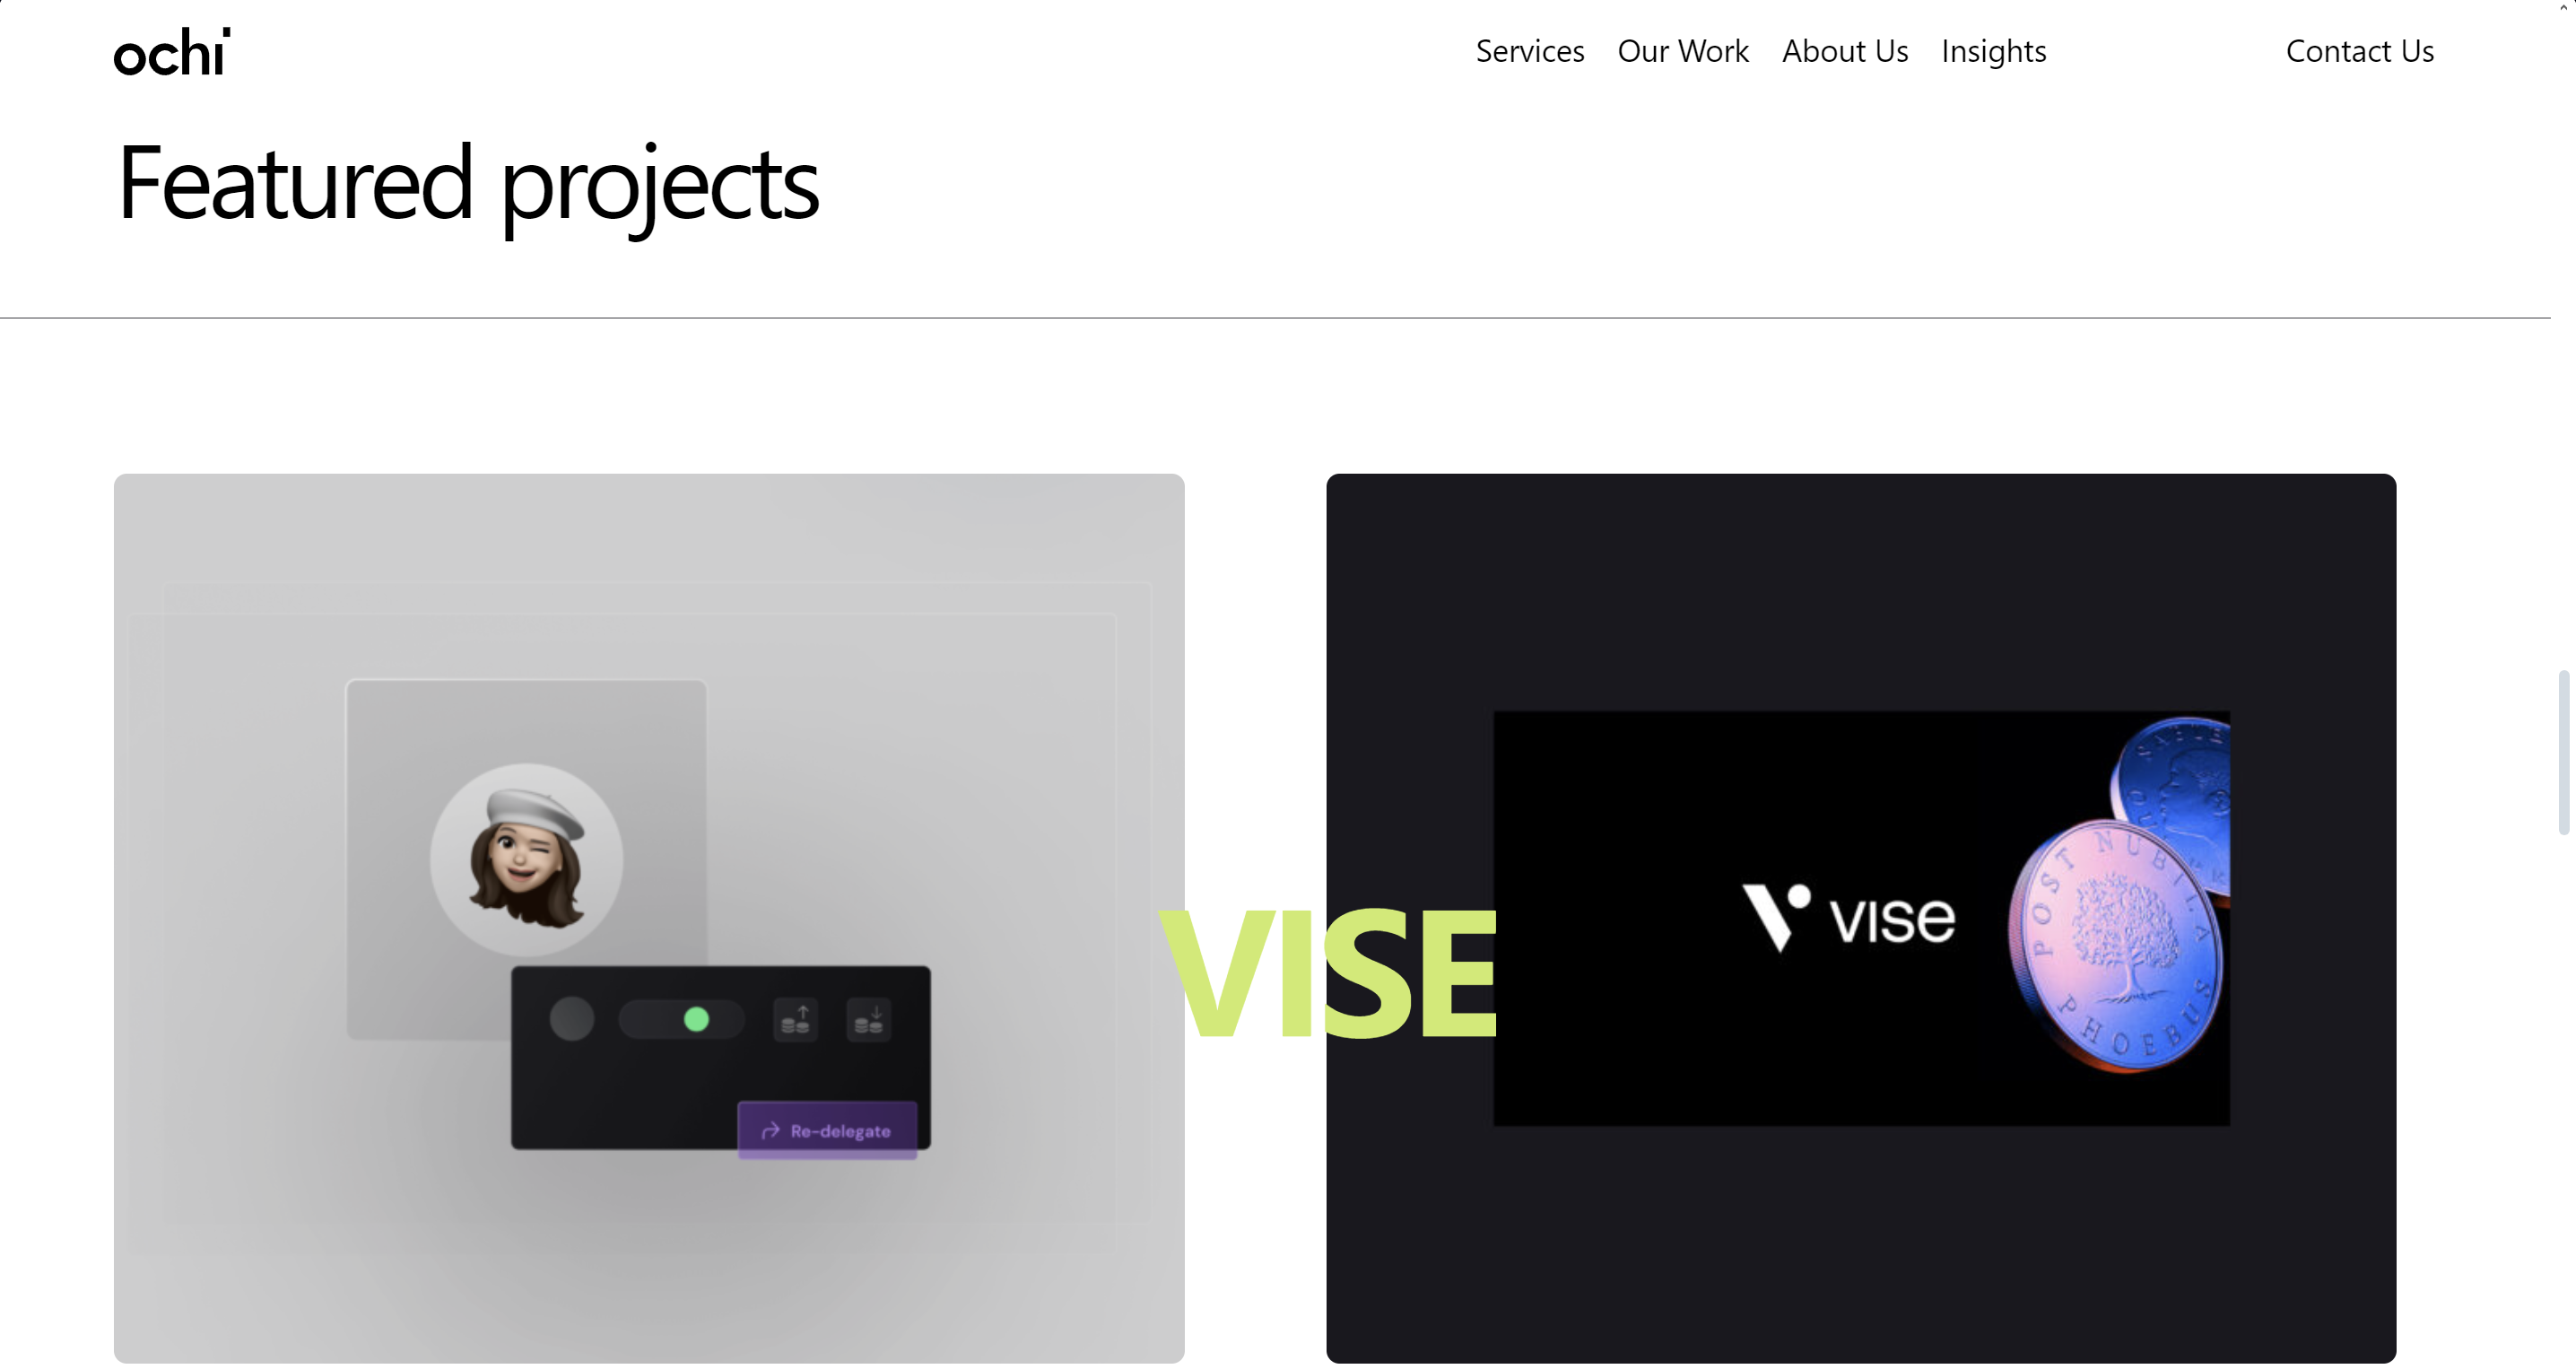 ochi
Services Our Work About Us Insights Contact Us
Featured projects
VISE
Re-delegate
vise
POST NUBILA
PHOEBUS